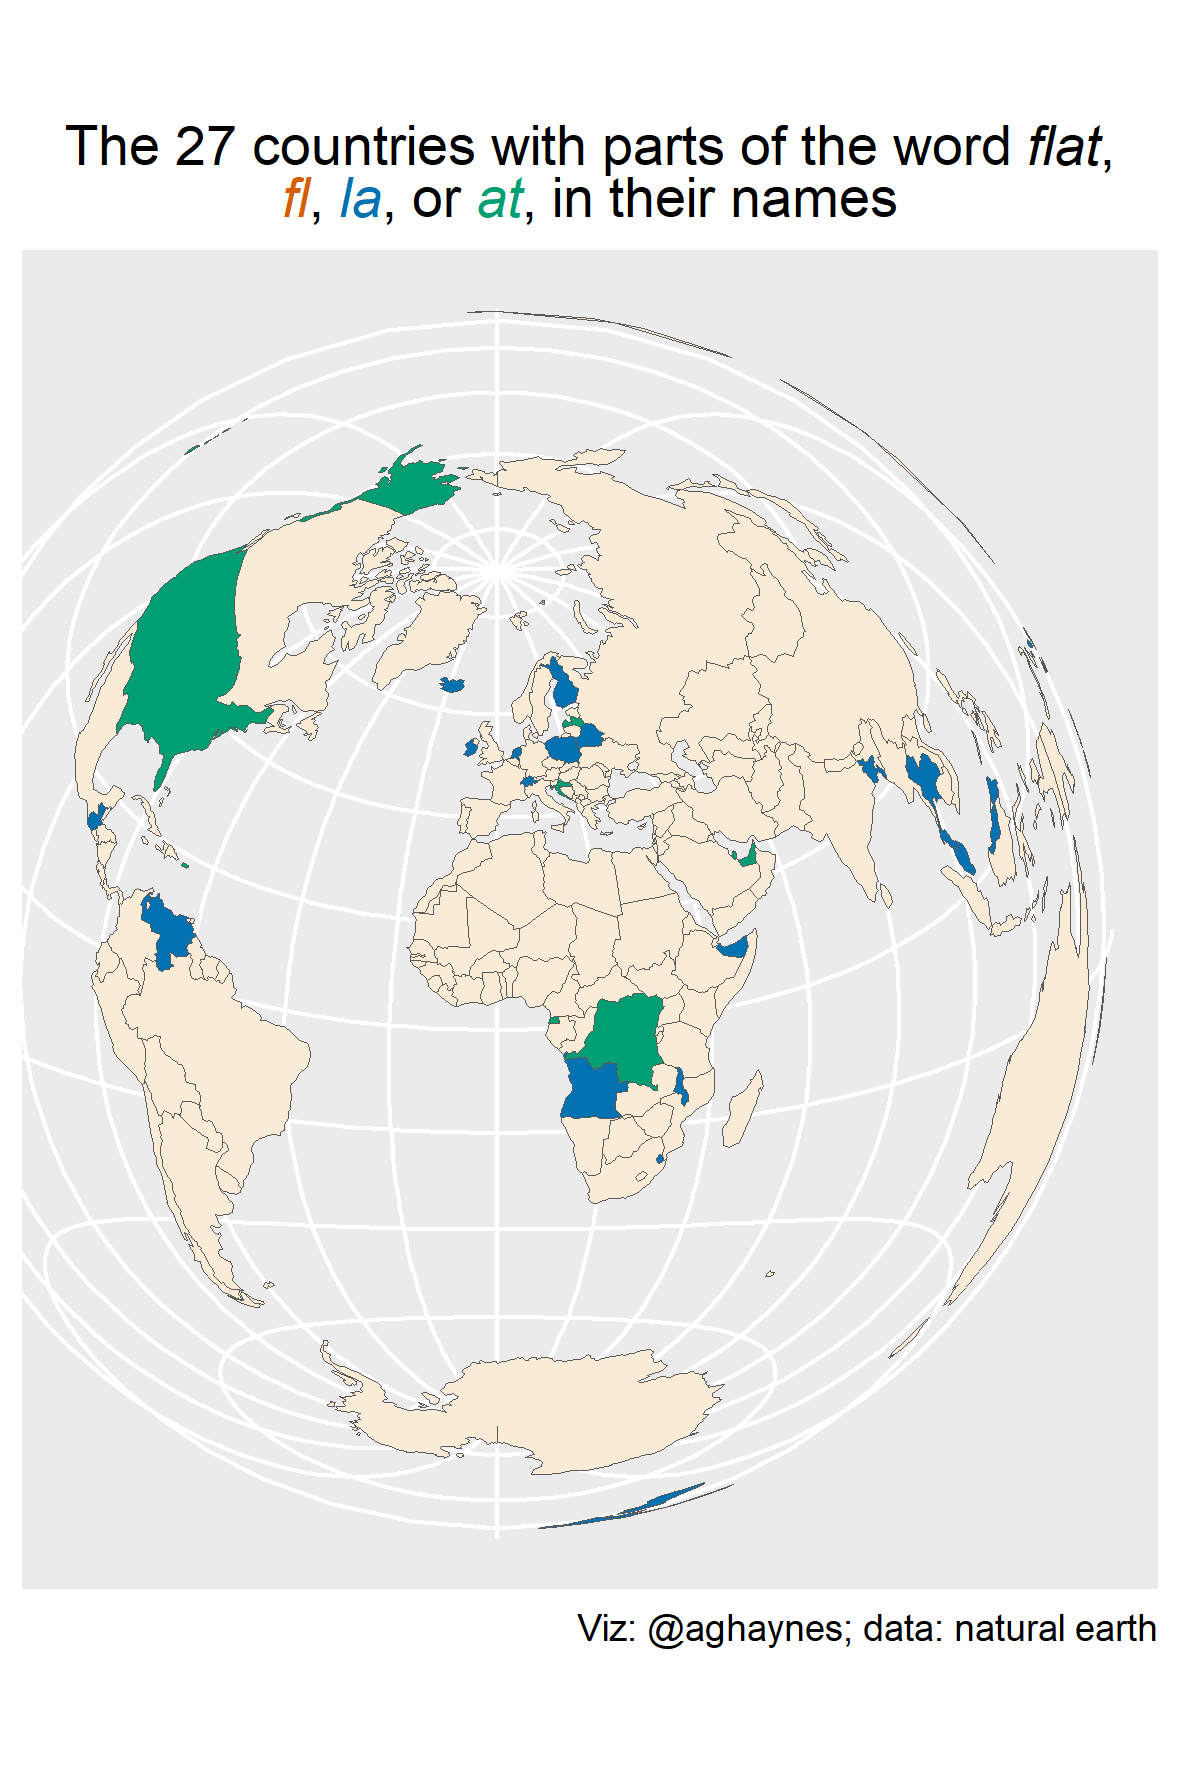 The 27 countries with parts of the word flat,
fl, la, or at, in their names
Viz: @aghaynes; data: natural earth